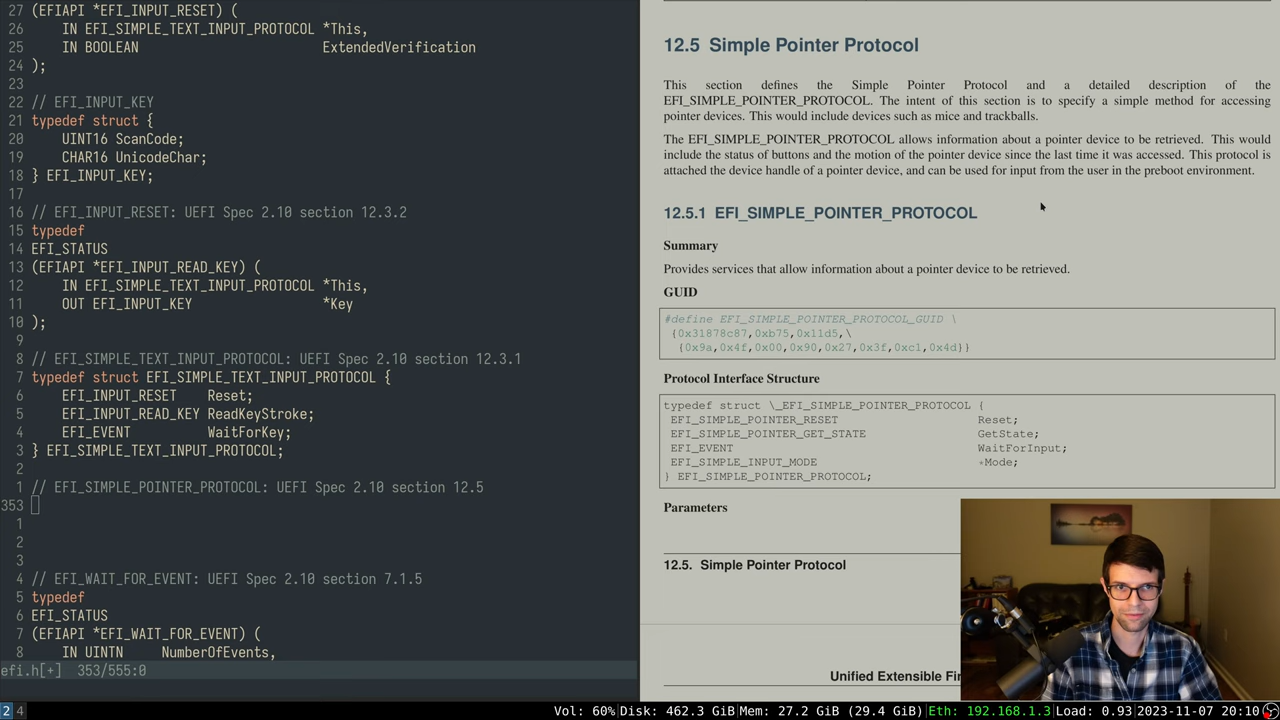 27 (EFIAPI *EFI_INPUT_RESET) (
26     IN EFI_SIMPLE_TEXT_INPUT_PROTOCOL *This,
25     IN BOOLEAN                        ExtendedVerification
24 );
23
22 // EFI_INPUT_KEY
21 typedef struct {
20     UINT16 ScanCode;
19     CHAR16 UnicodeChar;
18 } EFI_INPUT_KEY;
17
16 // EFI_INPUT_RESET: UEFI Spec 2.10 section 12.3.2
15 typedef
14 EFI_STATUS
13 (EFIAPI *EFI_INPUT_READ_KEY) (
12     IN EFI_SIMPLE_TEXT_INPUT_PROTOCOL *This,
11     OUT EFI_INPUT_KEY                 *Key
10 );
9
8 // EFI_SIMPLE_TEXT_INPUT_PROTOCOL: UEFI Spec 2.10 section 12.3.1
7 typedef struct EFI_SIMPLE_TEXT_INPUT_PROTOCOL {
6     EFI_INPUT_RESET    Reset;
5     EFI_INPUT_READ_KEY ReadKeyStroke;
4     EFI_EVENT          WaitForKey;
3 } EFI_SIMPLE_TEXT_INPUT_PROTOCOL;
2
1 // EFI_SIMPLE_POINTER_PROTOCOL: UEFI Spec 2.10 section 12.5
353
1
2
3
4 // EFI_WAIT_FOR_EVENT: UEFI Spec 2.10 section 7.1.5
5 typedef
6 EFI_STATUS
7 (EFIAPI *EFI_WAIT_FOR_EVENT) (
8     IN UINTN     NumberOfEvents,
efi.h[+]  353/555:0
12.5 Simple Pointer Protocol
This section defines the Simple Pointer Protocol and a detailed description of the
EFI_SIMPLE_POINTER_PROTOCOL. The intent of this section is to specify a simple method for accessing
pointer devices. This would include devices such as mice and trackballs.
The EFI_SIMPLE_POINTER_PROTOCOL allows information about a pointer device to be retrieved. This would
include the status of buttons and the motion of the pointer device since the last time it was accessed. This protocol is
attached the device handle of a pointer device, and can be used for input from the user in the preboot environment.
12.5.1 EFI_SIMPLE_POINTER_PROTOCOL
Summary
Provides services that allow information about a pointer device to be retrieved.
GUID
#define EFI_SIMPLE_POINTER_PROTOCOL_GUID \
{0x31878c87,0xb75,0x11d5,\
{0x9a,0x4f,0x00,0x90,0x27,0x3f,0xc1,0x4d}}
Protocol Interface Structure
typedef struct \_EFI_SIMPLE_POINTER_PROTOCOL {
EFI_SIMPLE_POINTER_RESET Reset;
EFI_SIMPLE_POINTER_GET_STATE GetState;
EFI_EVENT WaitForInput;
EFI_SIMPLE_INPUT_MODE *Mode;
} EFI_SIMPLE_POINTER_PROTOCOL;
Parameters
12.5. Simple Pointer Protocol
Unified Extensible Fi
2 4
Vol: 60%|Disk: 462.3 GiB|Mem: 27.2 GiB (29.4 GiB)|Eth: 192.168.1.3|Load: 0.93|2023-11-07 20:10